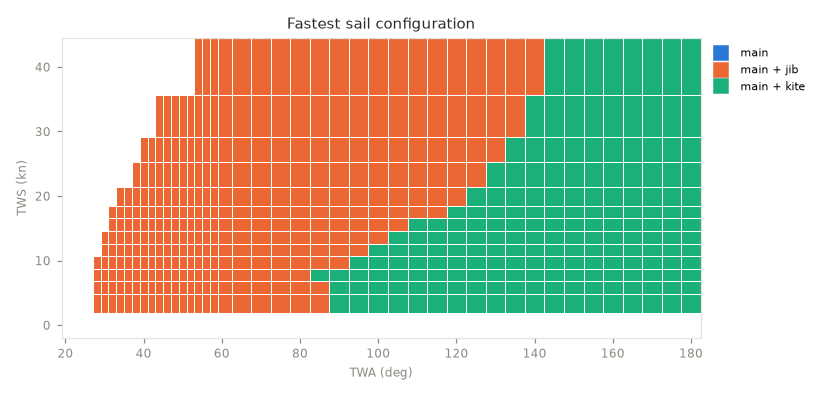 Fastest sail configuration
main
main + jib
main + kite
TWS (kn)
40
30
20
10
0
20 40 60 80 100 120 140 160 180
TWA (deg)